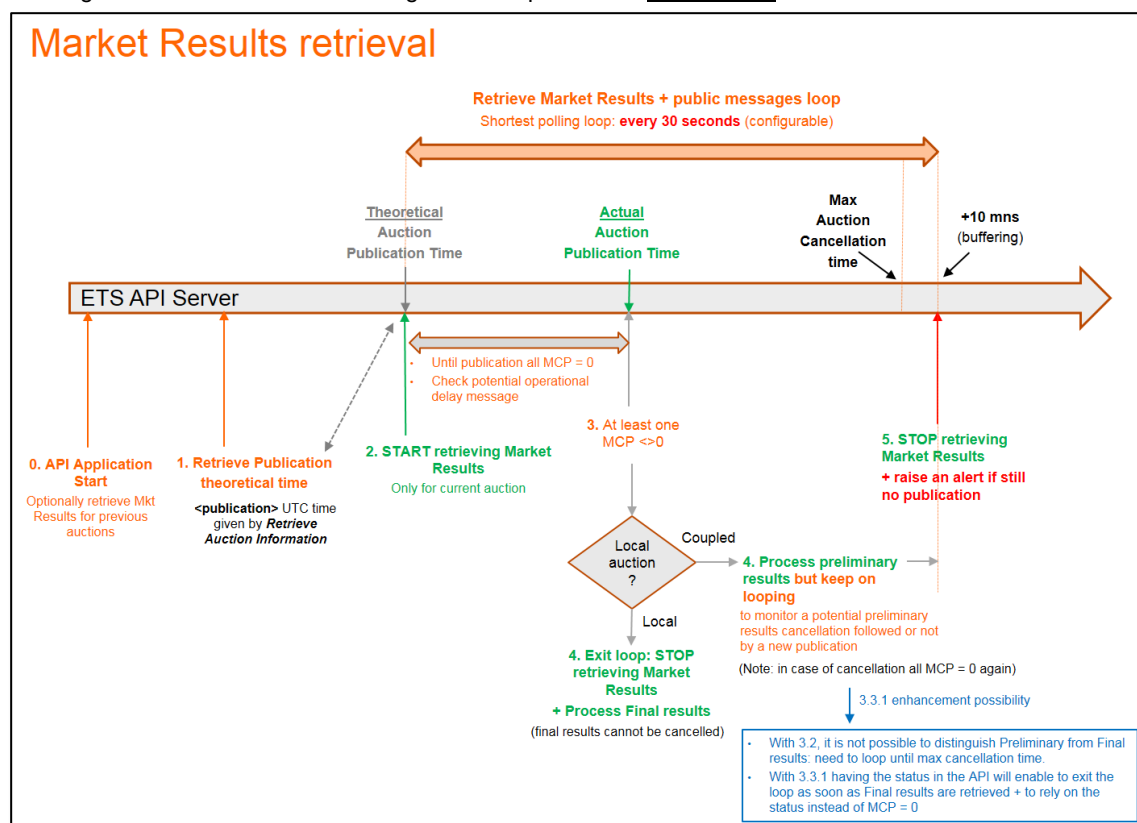 Market Results retrieval
Retrieve Market Results + public messages loop
Shortest polling loop: every 30 seconds (configurable)
Theoretical
Auction
Publication Time
Actual
Auction
Publication Time
Max
Auction
Cancellation
time
+10 mns
(buffering)
ETS API Server
• Until publication all MCP = 0
• Check potential operational
delay message
0. API Application
Start
Optionally retrieve Mkt
Results for previous
auctions
1. Retrieve Publication
theoretical time
<publication> UTC time
given by Retrieve
Auction Information
2. START retrieving Market
Results
Only for current auction
3. At least one
MCP <>0
5. STOP retrieving
Market Results
+ raise an alert if still
no publication
Local
auction
?
Coupled
Local
4. Process preliminary
results but keep on
looping
to monitor a potential preliminary
results cancellation followed or not
by a new publication
(Note: in case of cancellation all MCP = 0 again)
4. Exit loop: STOP
retrieving Market
Results
+ Process Final results
(final results cannot be cancelled)
3.3.1 enhancement possibility
• With 3.2, it is not possible to distinguish Preliminary from Final
results: need to loop until max cancellation time.
• With 3.3.1 having the status in the API will enable to exit the
loop as soon as Final results are retrieved + to rely on the
status instead of MCP = 0